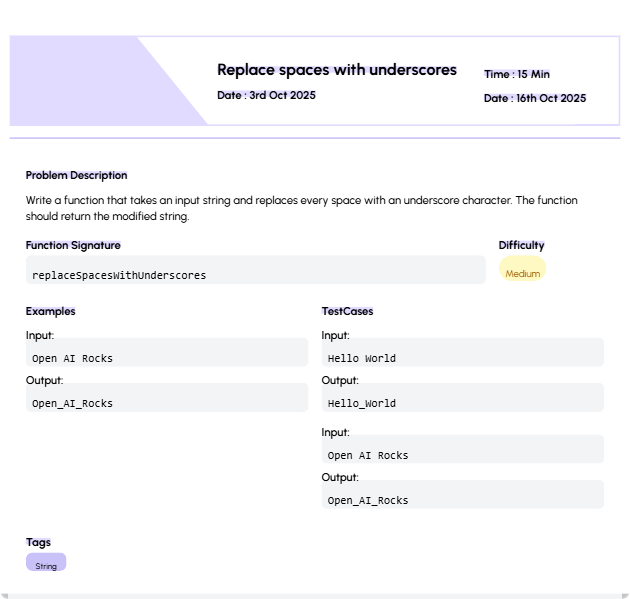 Replace spaces with underscores
Time : 15 Min
Date : 3rd Oct 2025
Date : 16th Oct 2025
Problem Description
Write a function that takes an input string and replaces every space with an underscore character. The function
should return the modified string.
Function Signature
replaceSpacesWithUnderscores
Difficulty
Medium
Examples
Input:
Open AI Rocks
Output:
Open_AI_Rocks
TestCases
Input:
Hello World
Output:
Hello_World
Input:
Open AI Rocks
Output:
Open_AI_Rocks
Tags
String